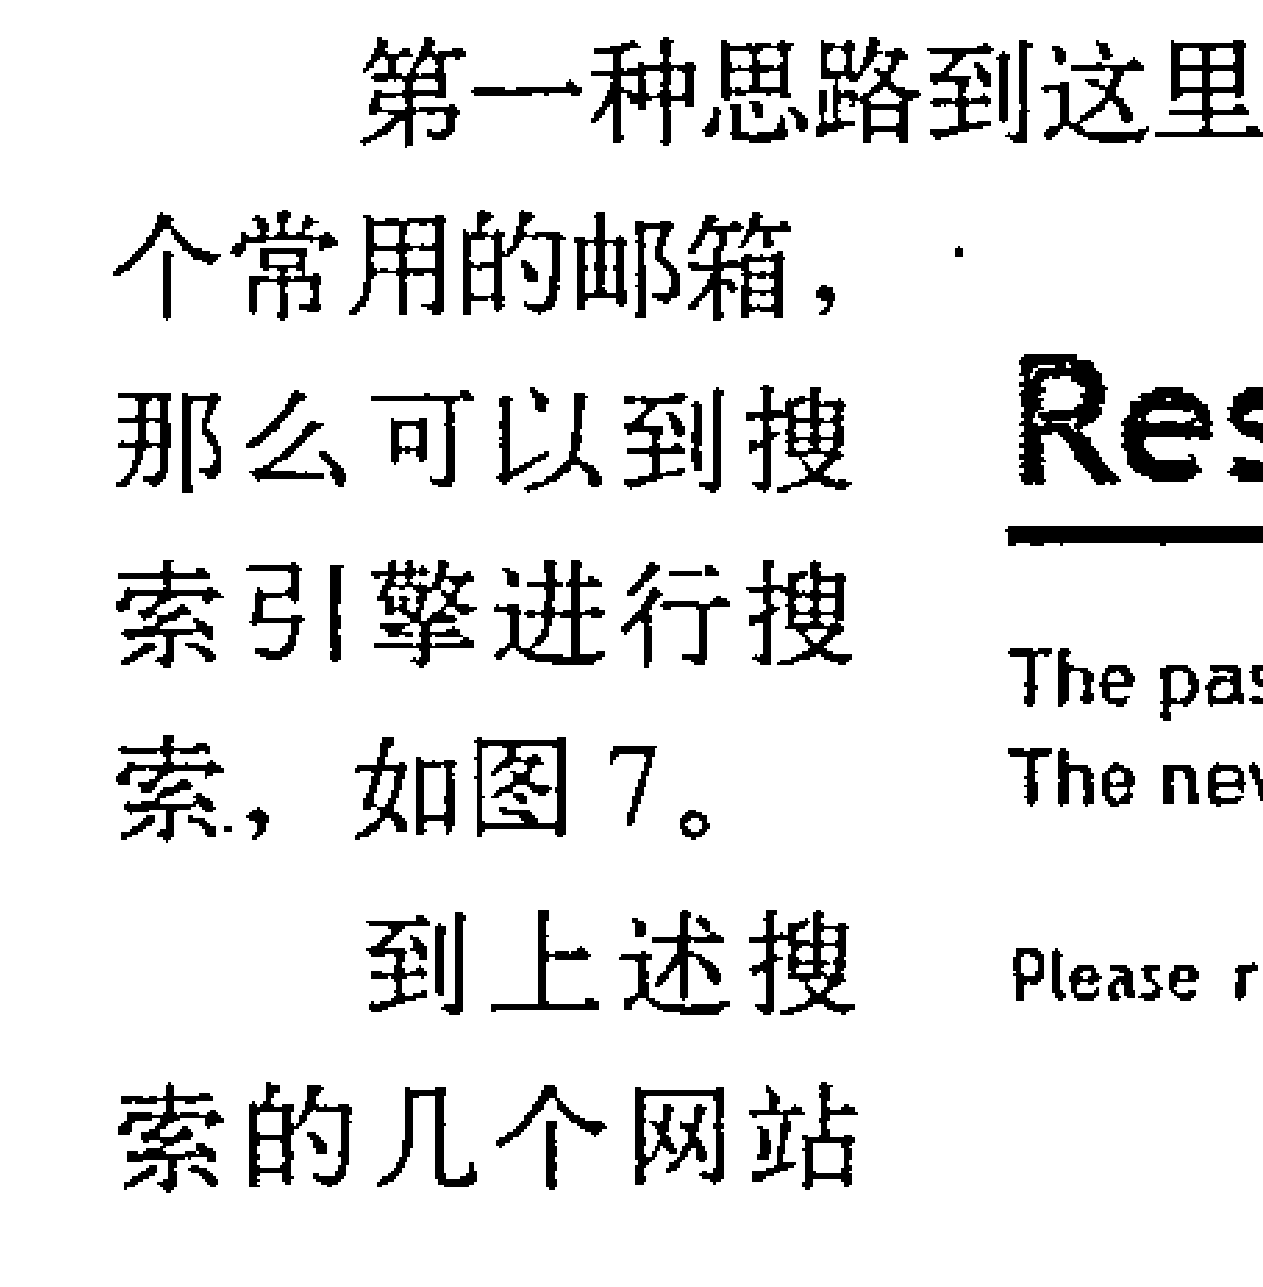 第一种思路到这里
个常用的邮箱，
那么可以到搜
索引擎进行搜
索，如图 7。
到上述搜
索的几个网站
Res
The pas
The new
Please r